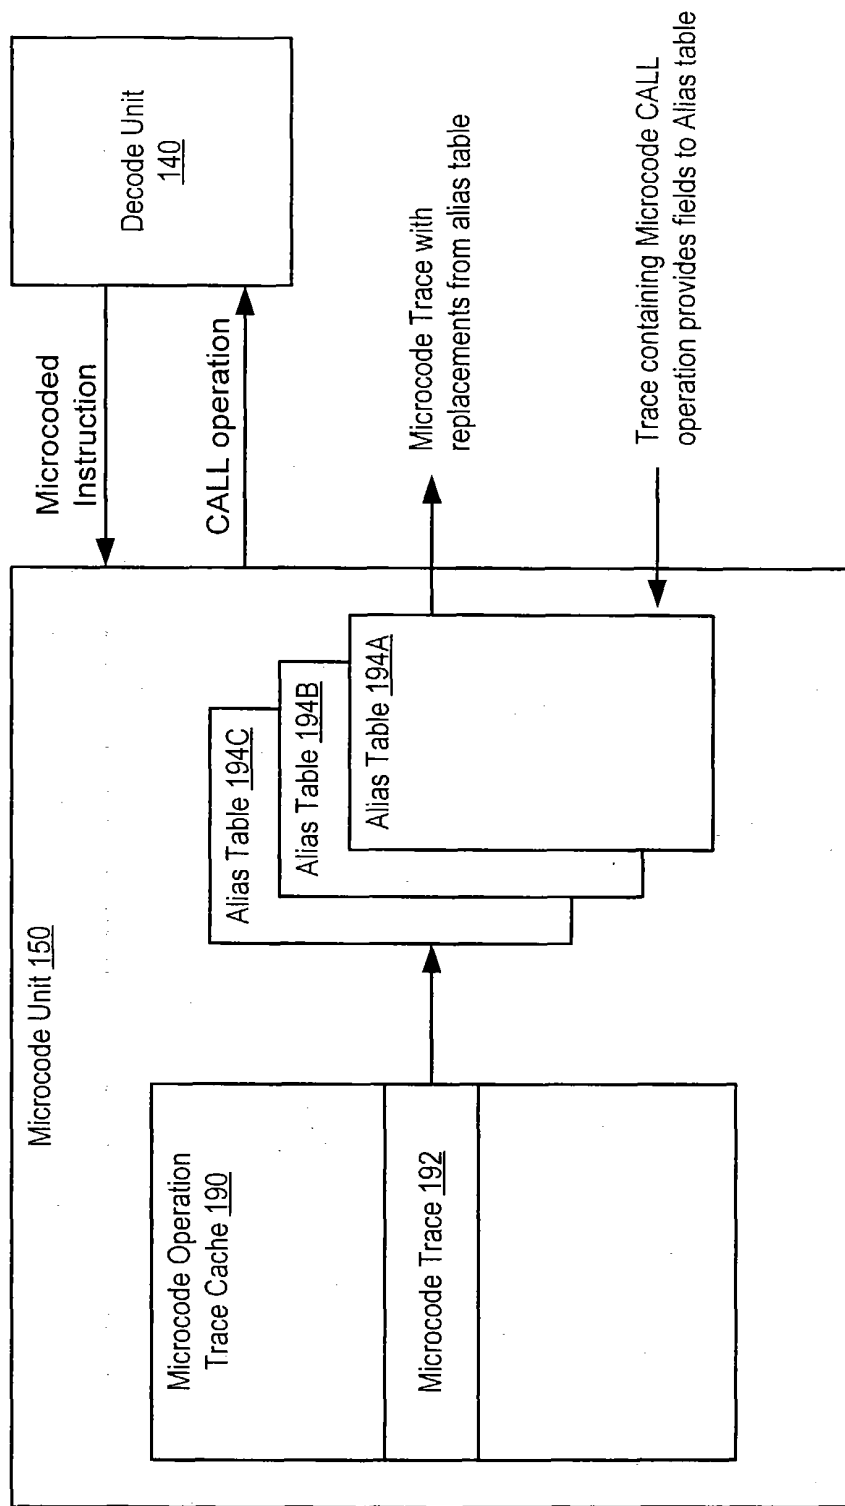 Microcode Unit 150
Microcode Operation
Trace Cache 190
Microcode Trace 192
Alias Table 194C
Alias Table 194B
Alias Table 194A
Microcoded
Instruction
CALL operation
Decode Unit
140
Microcode Trace with
replacements from alias table
Trace containing Microcode CALL
operation provides fields to Alias table